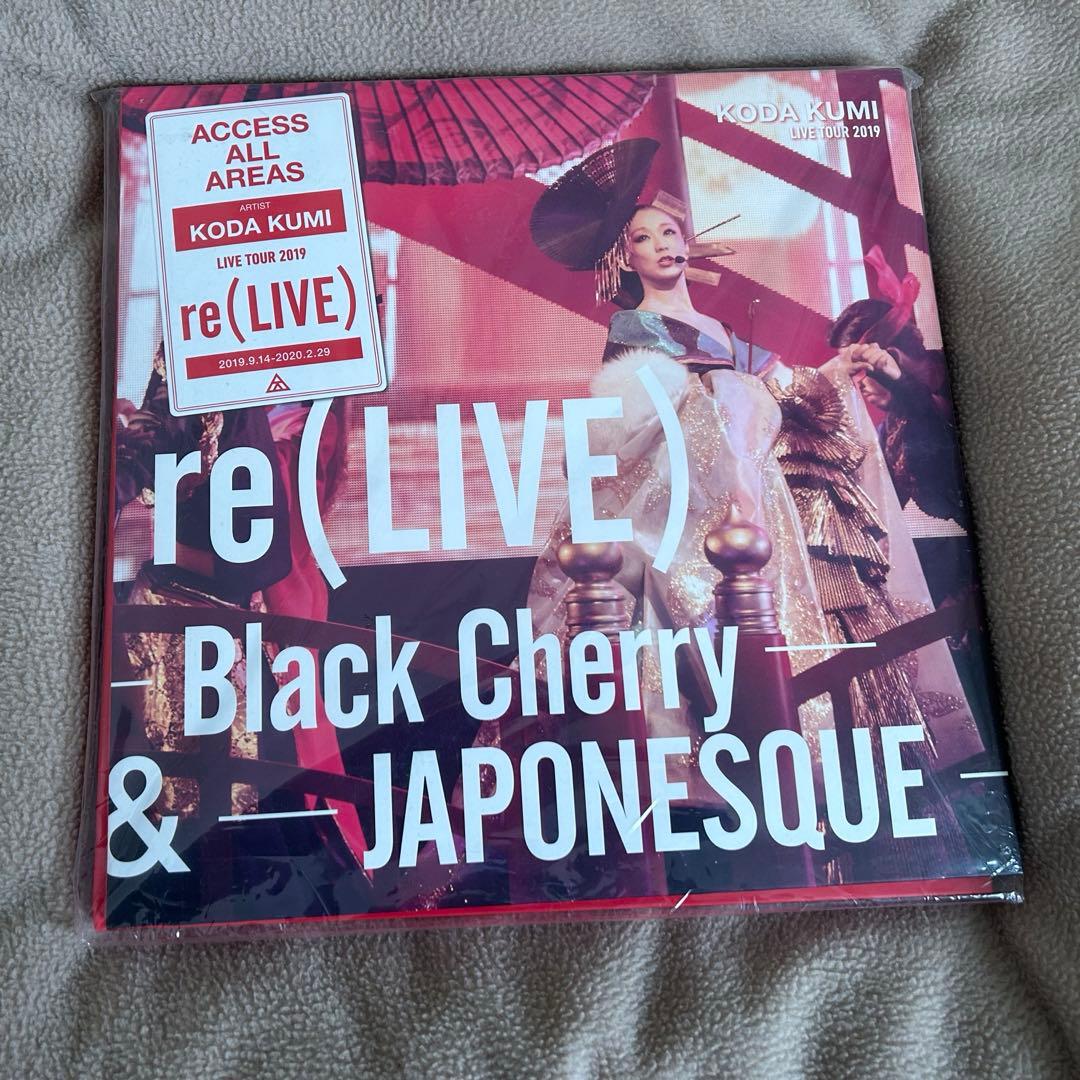 ACCESS
ALL
AREAS
ARTIST
KODA KUMI
LIVE TOUR 2019
re(LIVE)
2019.9.14-2020.2.29
KODA KUMI
LIVE TOUR 2019
re(LIVE)
Black Cherry —
& — JAPONESQUE —